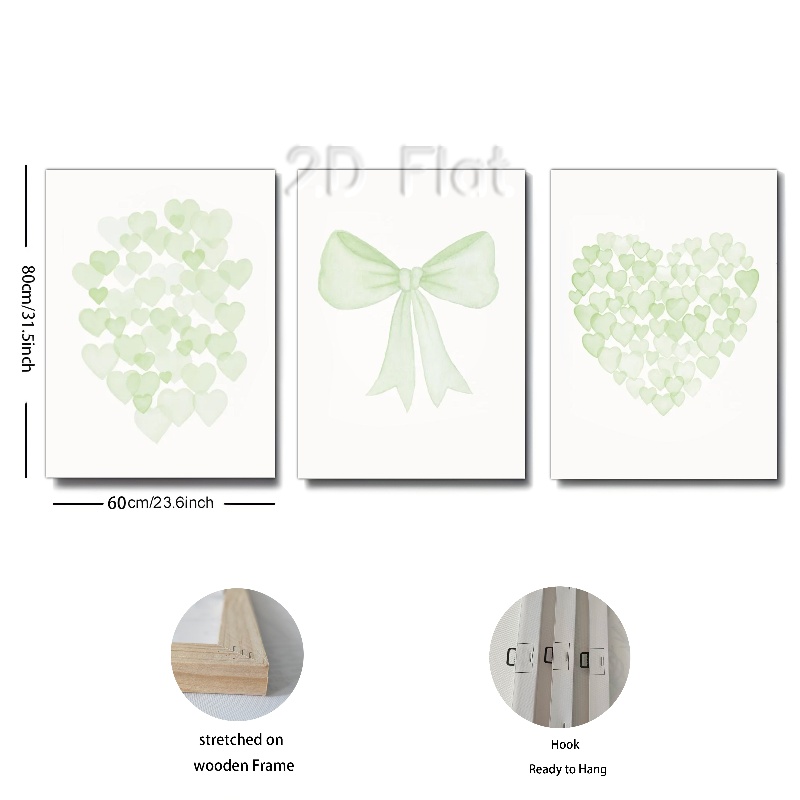 2D Flat
80cm/31.5inch
60cm/23.6inch
stretched on
wooden Frame
Hook
Ready to Hang